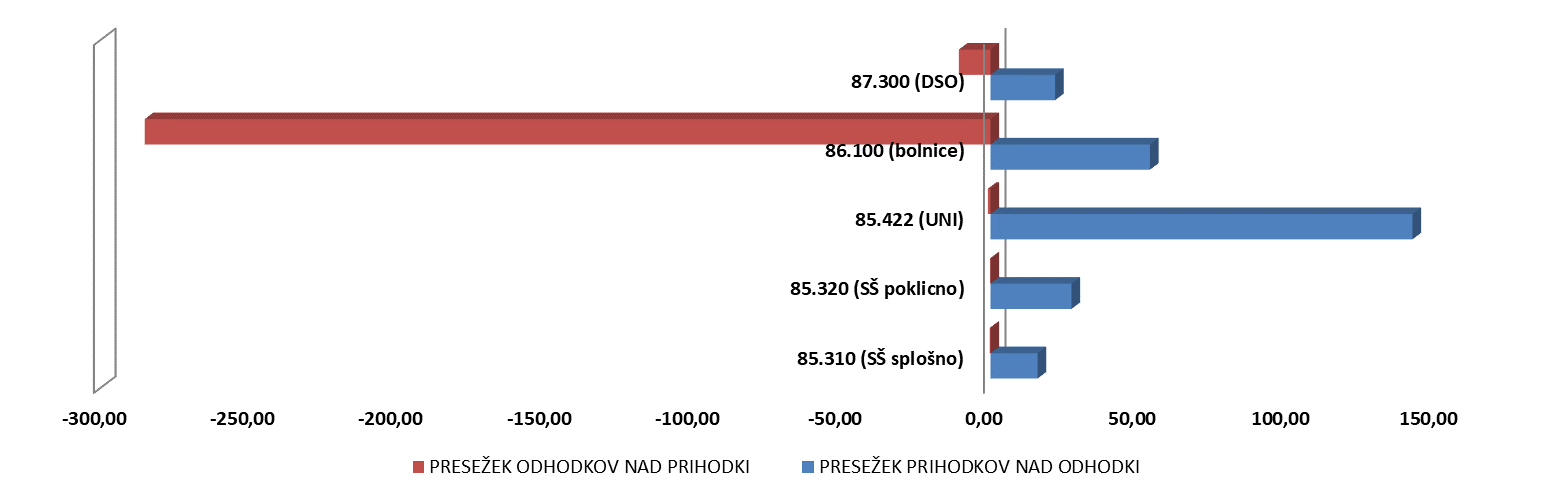 87.300 (DSO)
86.100 (bolnice)
85.422 (UNI)
85.320 (SŠ poklicno)
85.310 (SŠ splošno)
-300,00 -250,00 -200,00 -150,00 -100,00 -50,00 0,00 50,00 100,00 150,00
PRESEŽEK ODHODKOV NAD PRIHODKI PRESEŽEK PRIHODKOV NAD ODHODKI